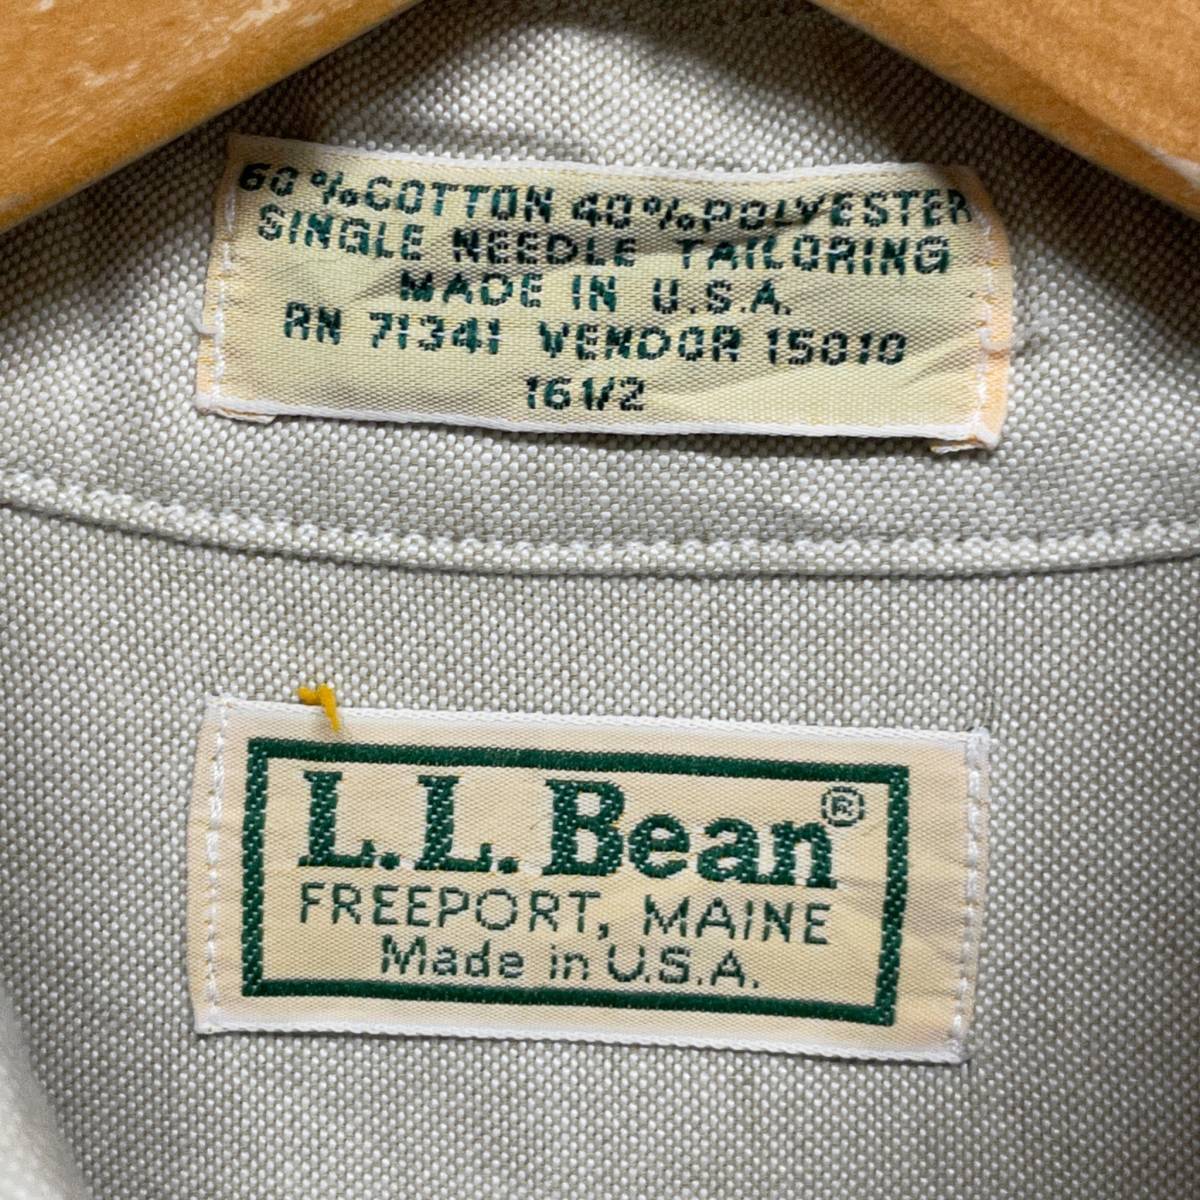 60%COTTON 40%POLYESTER
SINGLE NEEDLE TAILORING
MADE IN U.S.A.
RN 71341 VENDOR 15010
16 1/2
L.L.Bean®
FREEPORT, MAINE
Made in U.S.A.